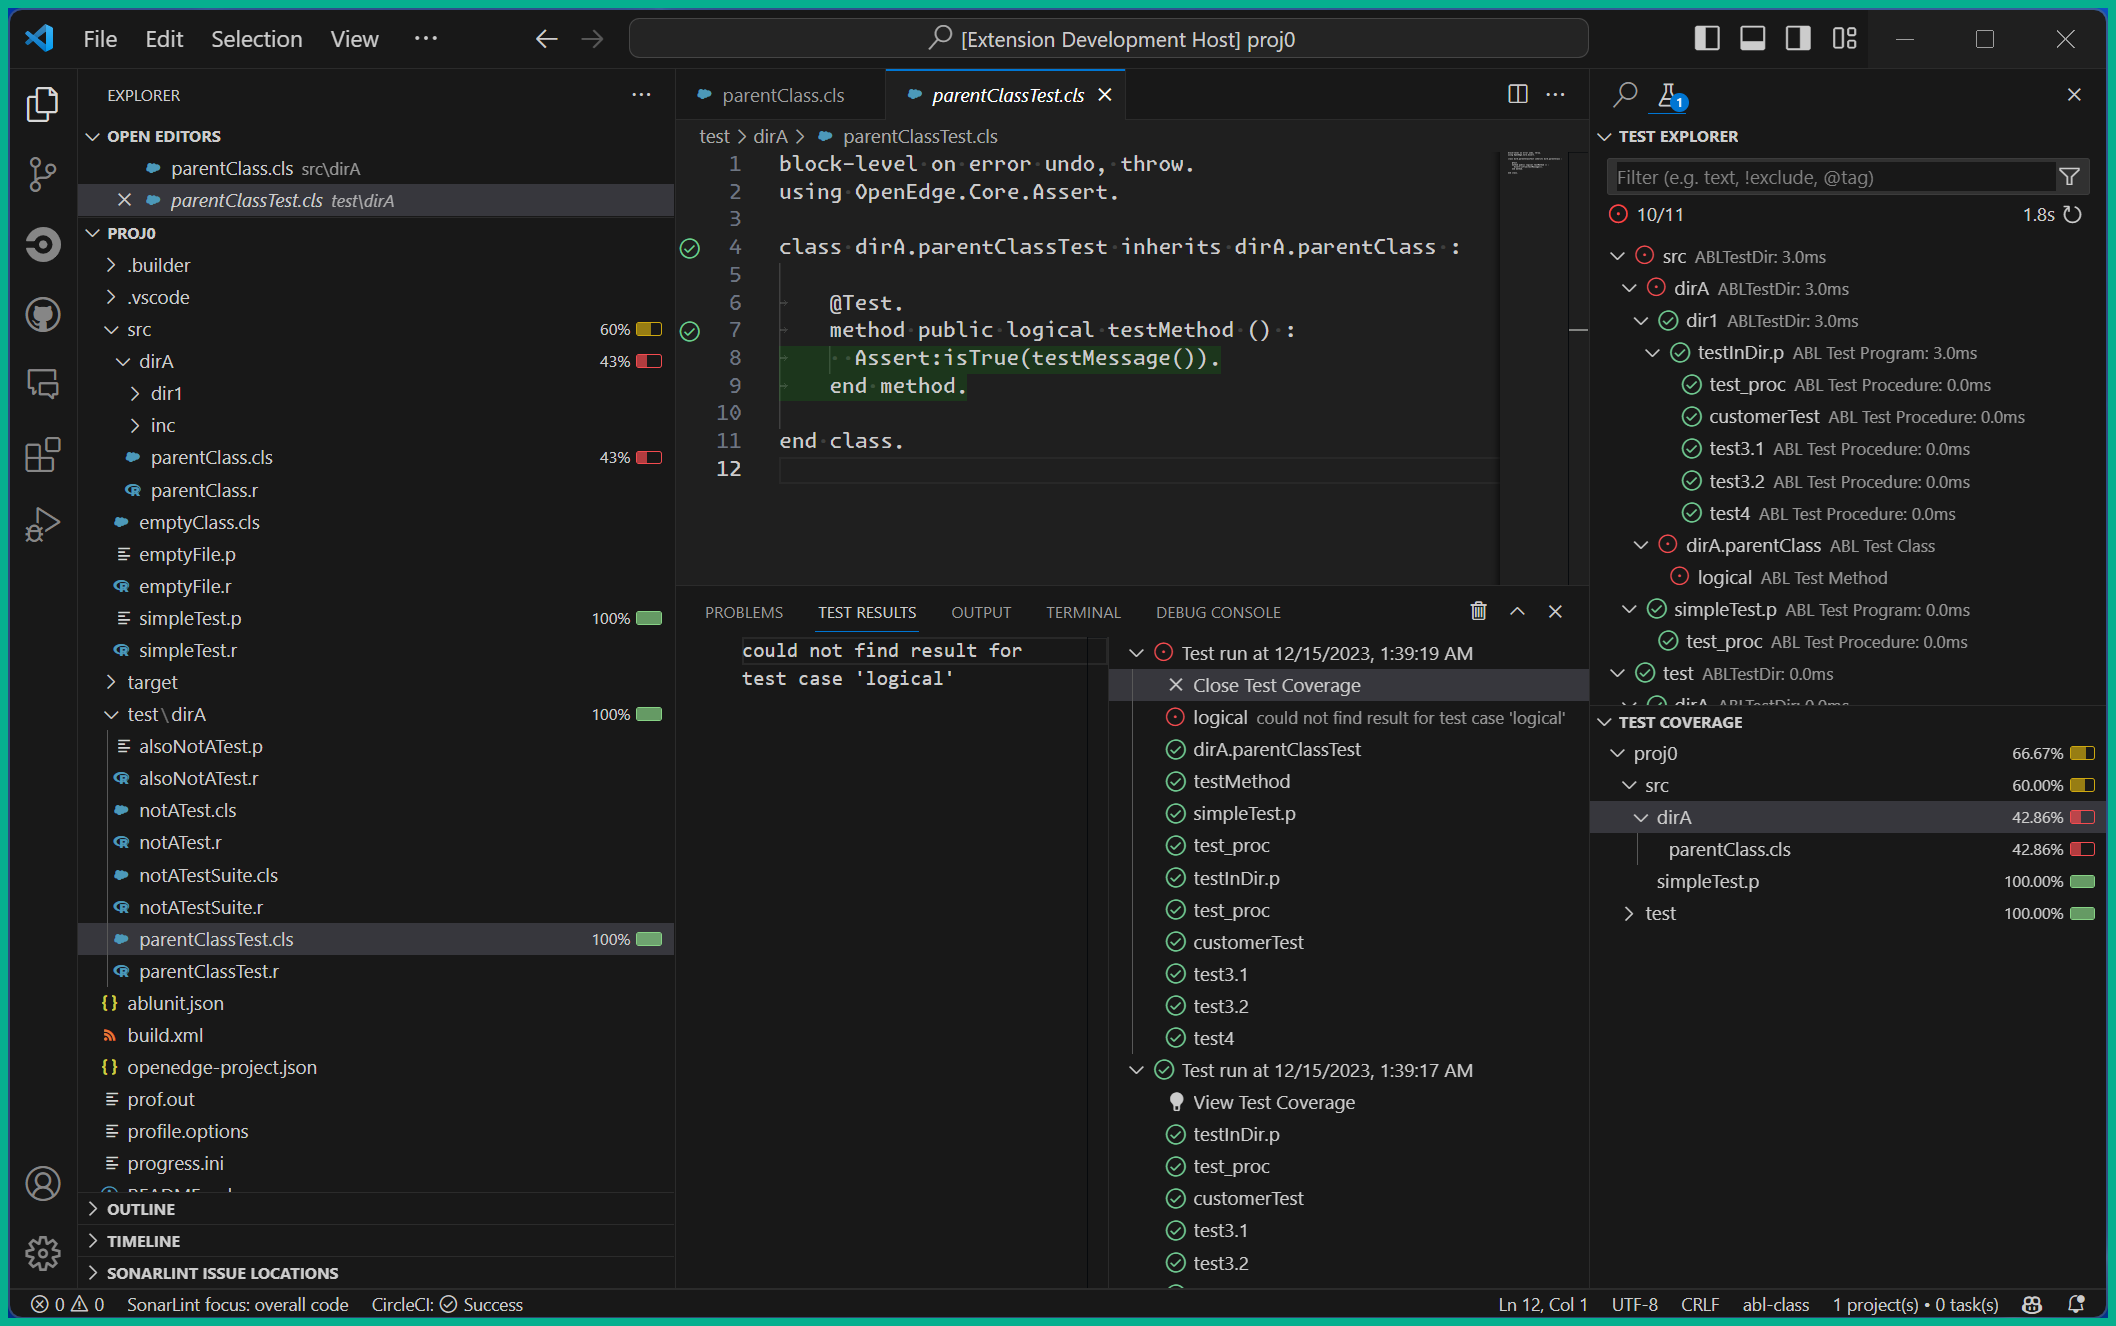 File Edit Selection View ··· [Extension Development Host] proj0
EXPLORER
OPEN EDITORS
parentClass.cls src\dirA
parentClassTest.cls test\dirA
PROJ0
.builder
.vscode
src 60%
dirA 43%
dir1
inc
parentClass.cls 43%
parentClass.r
emptyClass.cls
emptyFile.p
emptyFile.r
simpleTest.p 100%
simpleTest.r
target
test\dirA 100%
alsoNotATest.p
alsoNotATest.r
notATest.cls
notATest.r
notATestSuite.cls
notATestSuite.r
parentClassTest.cls 100%
parentClassTest.r
ablunit.json
build.xml
openedge-project.json
prof.out
profile.options
progress.ini
OUTLINE
TIMELINE
SONARLINT ISSUE LOCATIONS
parentClass.cls parentClassTest.cls
test > dirA > parentClassTest.cls
1 block-level on error undo, throw.
2 using OpenEdge.Core.Assert.
3
4 class dirA.parentClassTest inherits dirA.parentClass :
5
6 @Test.
7 method public logical testMethod () :
8 Assert:isTrue(testMessage()).
9 end method.
10
11 end class.
12
PROBLEMS TEST RESULTS OUTPUT TERMINAL DEBUG CONSOLE
could not find result for
test case 'logical'
Test run at 12/15/2023, 1:39:19 AM
Close Test Coverage
logical could not find result for test case 'logical'
dirA.parentClassTest
testMethod
simpleTest.p
test_proc
testInDir.p
test_proc
customerTest
test3.1
test3.2
test4
Test run at 12/15/2023, 1:39:17 AM
View Test Coverage
testInDir.p
test_proc
customerTest
test3.1
test3.2
1
TEST EXPLORER
Filter (e.g. text, !exclude, @tag)
10/11 1.8s
src ABLTestDir: 3.0ms
dirA ABLTestDir: 3.0ms
dir1 ABLTestDir: 3.0ms
testInDir.p ABL Test Program: 3.0ms
test_proc ABL Test Procedure: 0.0ms
customerTest ABL Test Procedure: 0.0ms
test3.1 ABL Test Procedure: 0.0ms
test3.2 ABL Test Procedure: 0.0ms
test4 ABL Test Procedure: 0.0ms
dirA.parentClass ABL Test Class
logical ABL Test Method
simpleTest.p ABL Test Program: 0.0ms
test_proc ABL Test Procedure: 0.0ms
test ABLTestDir: 0.0ms
dirA ABLTestDir: 0.0ms
TEST COVERAGE
proj0 66.67%
src 60.00%
dirA 42.86%
parentClass.cls 42.86%
simpleTest.p 100.00%
test 100.00%
0 0 SonarLint focus: overall code CircleCI: Success Ln 12, Col 1 UTF-8 CRLF abl-class 1 project(s) • 0 task(s)